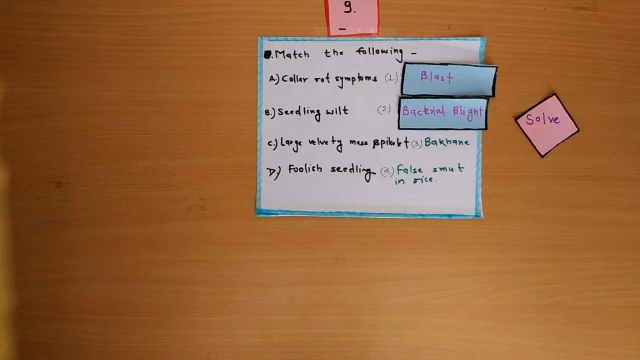 9.
Match the following -
A) Collar rot symptoms (1) Blast
B.) Seedling wilt (2) Bacterial Blight
C.) Large velvety mass spikelet (3) Bakhane
D.) Foolish seedling (4.) False smut
in rice.
Solve